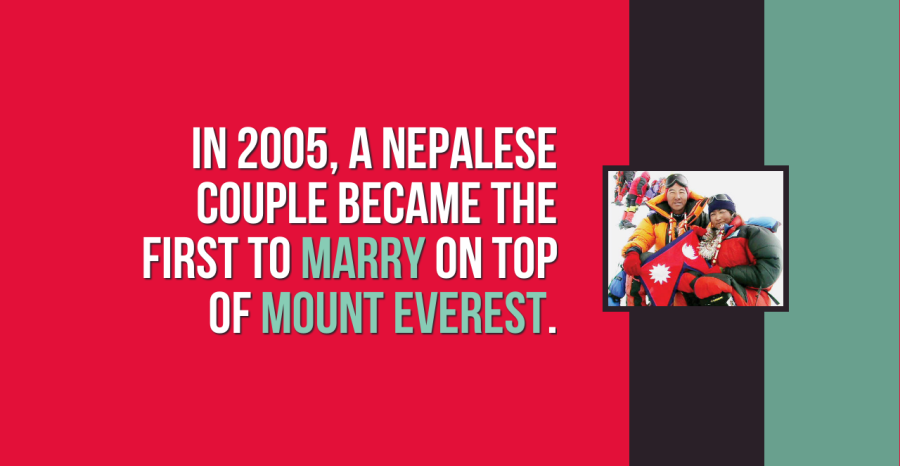 IN 2005, A NEPALESE
COUPLE BECAME THE
FIRST TO MARRY ON TOP
OF MOUNT EVEREST.